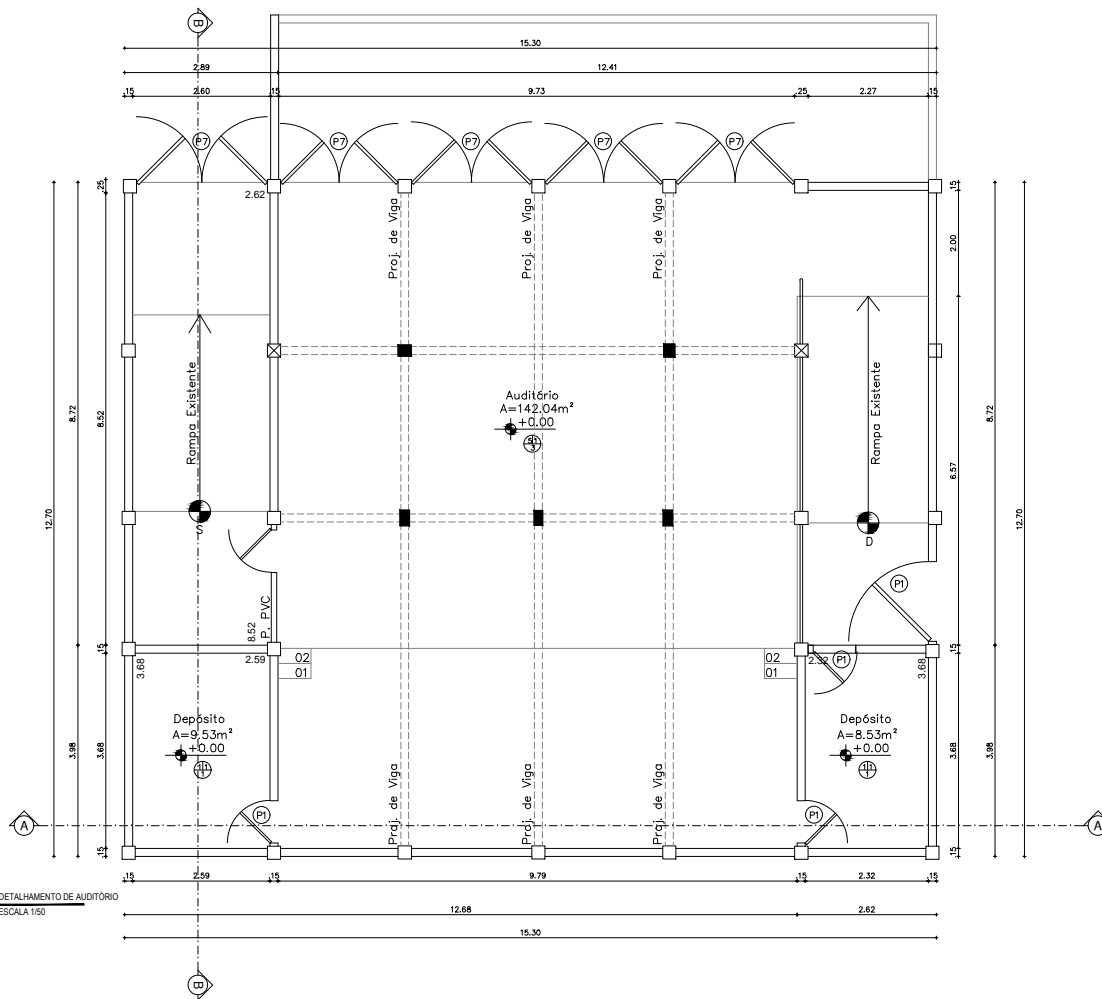 B
15.30
2.89
12.41
.15
2.60
.15
9.73
.25
2.27
.15
P7
P7
P7
P7
P7
.25
2.62
.15
Proj. de Viga
Proj. de Viga
Proj. de Viga
2.00
Rampa Existente
Rampa Existente
Auditório
A=142.04m²
+0.00
3
8.72
8.52
8.72
6.57
12.70
12.70
S
D
P1
8.52
P. PVC
.15
3.68
2.59
02
01
02
01
2.32
P1
3.68
.15
Depósito
A=9.53m²
+0.00
Depósito
A=8.53m²
+0.00
3.98
3.68
3.68
3.98
Proj. de Viga
Proj. de Viga
Proj. de Viga
P1
P1
A
A
.15
.15
.15
2.59
.15
9.79
.15
2.32
.15
DETALHAMENTO DE AUDITÓRIO
ESCALA 1/50
12.68
2.62
15.30
B